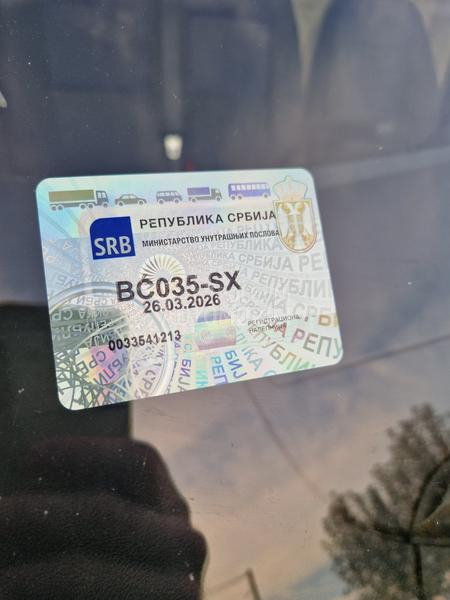 РЕПУБЛИКА СРБИЈА
SRB
МИНИСТАРСТВО УНУТРАШЊИХ ПОСЛОВА
BC035-SX
26.03.2026
0033541213
РЕГИСТРАЦИОНА
НАЛЕПНИЦА